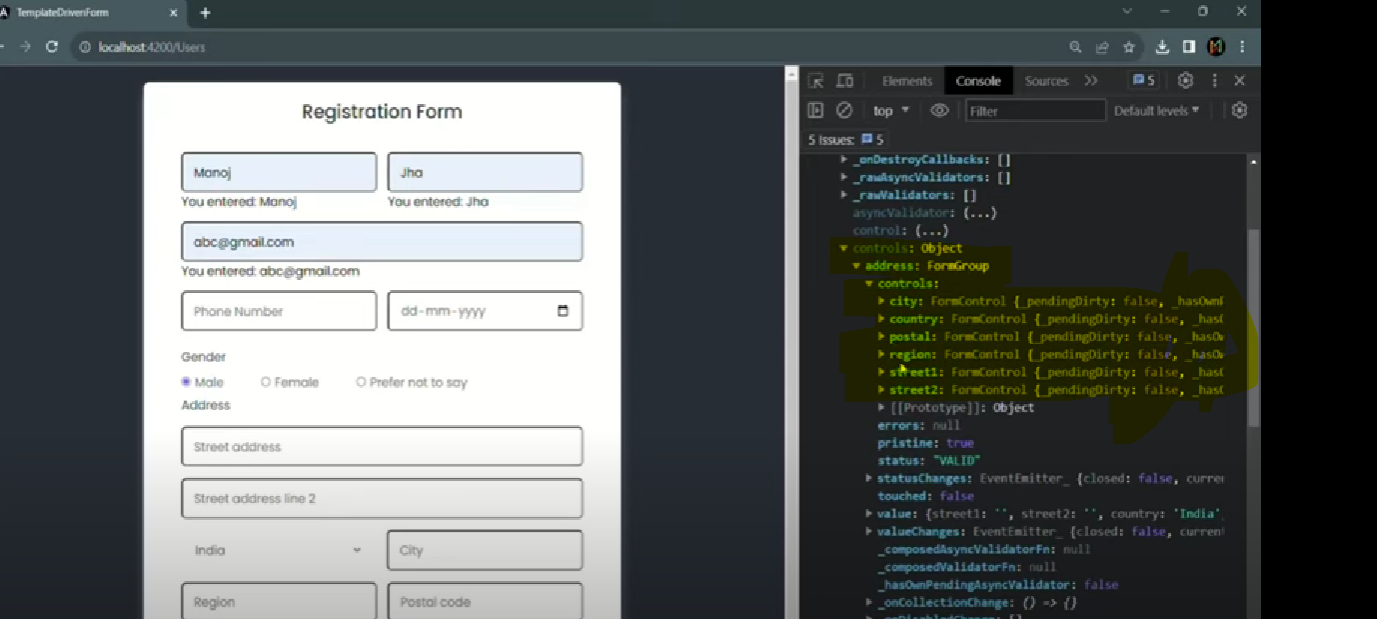 TemplateDrivenForm
localhost:4200/Users
Registration Form
Manoj
Jha
You entered: Manoj
You entered: Jha
abc@gmail.com
You entered: abc@gmail.com
Phone Number
dd-mm-yyyy
Gender
Male
Female
Prefer not to say
Address
Street address
Street address line 2
India
City
Region
Postal code
Elements
Console
Sources
5
top
Filter
Default levels
5 Issues: 5
_onDestroyCallbacks: []
_rawAsyncValidators: []
_rawValidators: []
asyncValidator: (...)
control: (...)
controls: Object
address: FormGroup
controls:
city: FormControl {_pendingDirty: false, _hasOwnP
country: FormControl {_pendingDirty: false, _hasO
postal: FormControl {_pendingDirty: false, _hasOw
region: FormControl {_pendingDirty: false, _hasOw
street1: FormControl {_pendingDirty: false, _hasO
street2: FormControl {_pendingDirty: false, _hasO
[[Prototype]]: Object
errors: null
pristine: true
status: "VALID"
statusChanges: EventEmitter_ {closed: false, curren
touched: false
value: {street1: '', street2: '', country: 'India',
valueChanges: EventEmitter_ {closed: false, current
_composedAsyncValidatorFn: null
_composedValidatorFn: null
_hasOwnPendingAsyncValidator: false
_onCollectionChange: () => {}